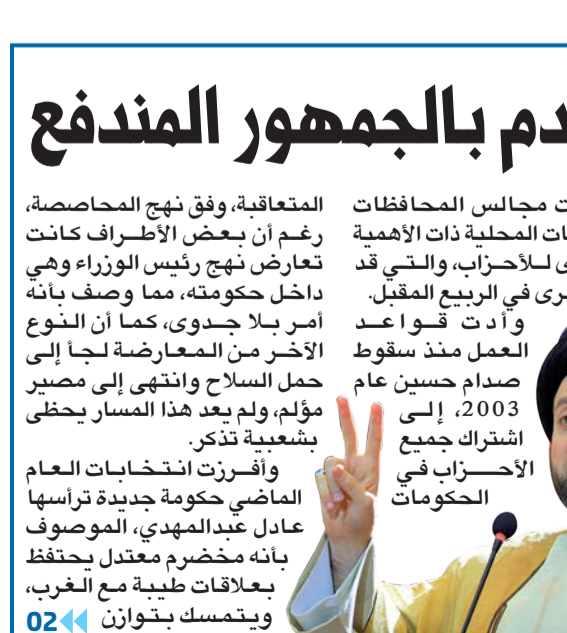 بالجمهور المندفع
مجالس المحافظات
المحلية ذات الأهمية
للأحزاب، والتي قد
في الربيع المقبل.
وأدت قواعد
العمل منذ سقوط
صدام حسين عام
2003، إلى
اشتراك جميع
الأحزاب في
الحكومات
المتعاقبة، وفق نهج المحاصصة،
رغم أن بعض الأطراف كانت
تعارض نهج رئيس الوزراء وهي
داخل حكومته، مما وصف بأنه
أمر بلا جدوى، كما أن النوع
الآخر من المعارضة لجأ إلى
حمل السلاح وانتهى إلى مصير
مؤلم، ولم يعد هذا المسار يحظى
بشعبية تذكر.
وأفرزت انتخابات العام
الماضي حكومة جديدة ترأسها
عادل عبدالمهدي، الموصوف
بأنه مخضرم معتدل يحتفظ
بعلاقات طيبة مع الغرب،
ويتمسك بتوازن 02